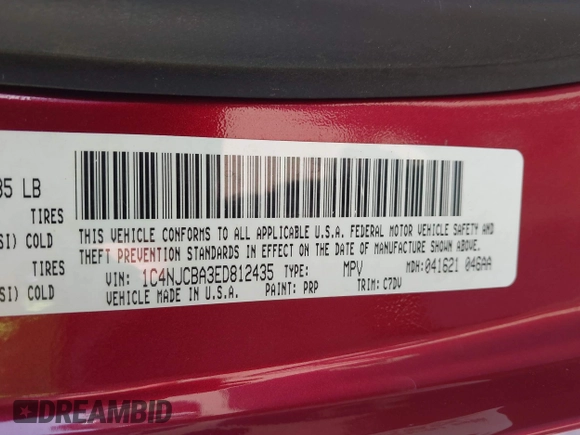 35 LB
TIRES
SI) COLD
TIRES
SI) COLD
THIS VEHICLE CONFORMS TO ALL APPLICABLE U.S.A. FEDERAL MOTOR VEHICLE SAFETY AND
THEFT PREVENTION STANDARDS IN EFFECT ON THE DATE OF MANUFACTURE SHOWN ABOVE.
VIN: 1C4NJCBA3ED812435 TYPE: MPV MDH: 041621 046AA
VEHICLE MADE IN U.S.A. PAINT: PRP TRIM: C7DV
DREAMBID